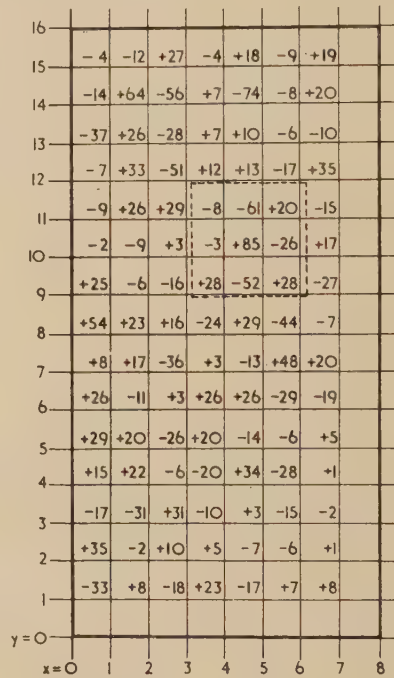 16
-4 -12 +27 -4 +18 -9 +19
15
-14 +64 -56 +7 -74 -8 +20
14
-37 +26 -28 +7 +10 -6 -10
13
-7 +33 -51 +12 +13 -17 +35
12
-9 +26 +29 -8 -61 +20 -15
11
-2 -9 +3 -3 +85 -26 +17
10
+25 -6 -16 +28 -52 +28 -27
9
+54 +23 +16 -24 +29 -44 -7
8
+8 +17 -36 +3 -13 +48 +20
7
+26 -11 +3 +26 +26 -29 -19
6
+29 +20 -26 +20 -14 -6 +5
5
+15 +22 -6 -20 +34 -28 +1
4
-17 -31 +31 -10 +3 -15 -2
3
+35 -2 +10 +5 -7 -6 +1
2
-33 +8 -18 +23 -17 +7 +8
1
y=0
x=0 1 2 3 4 5 6 7 8